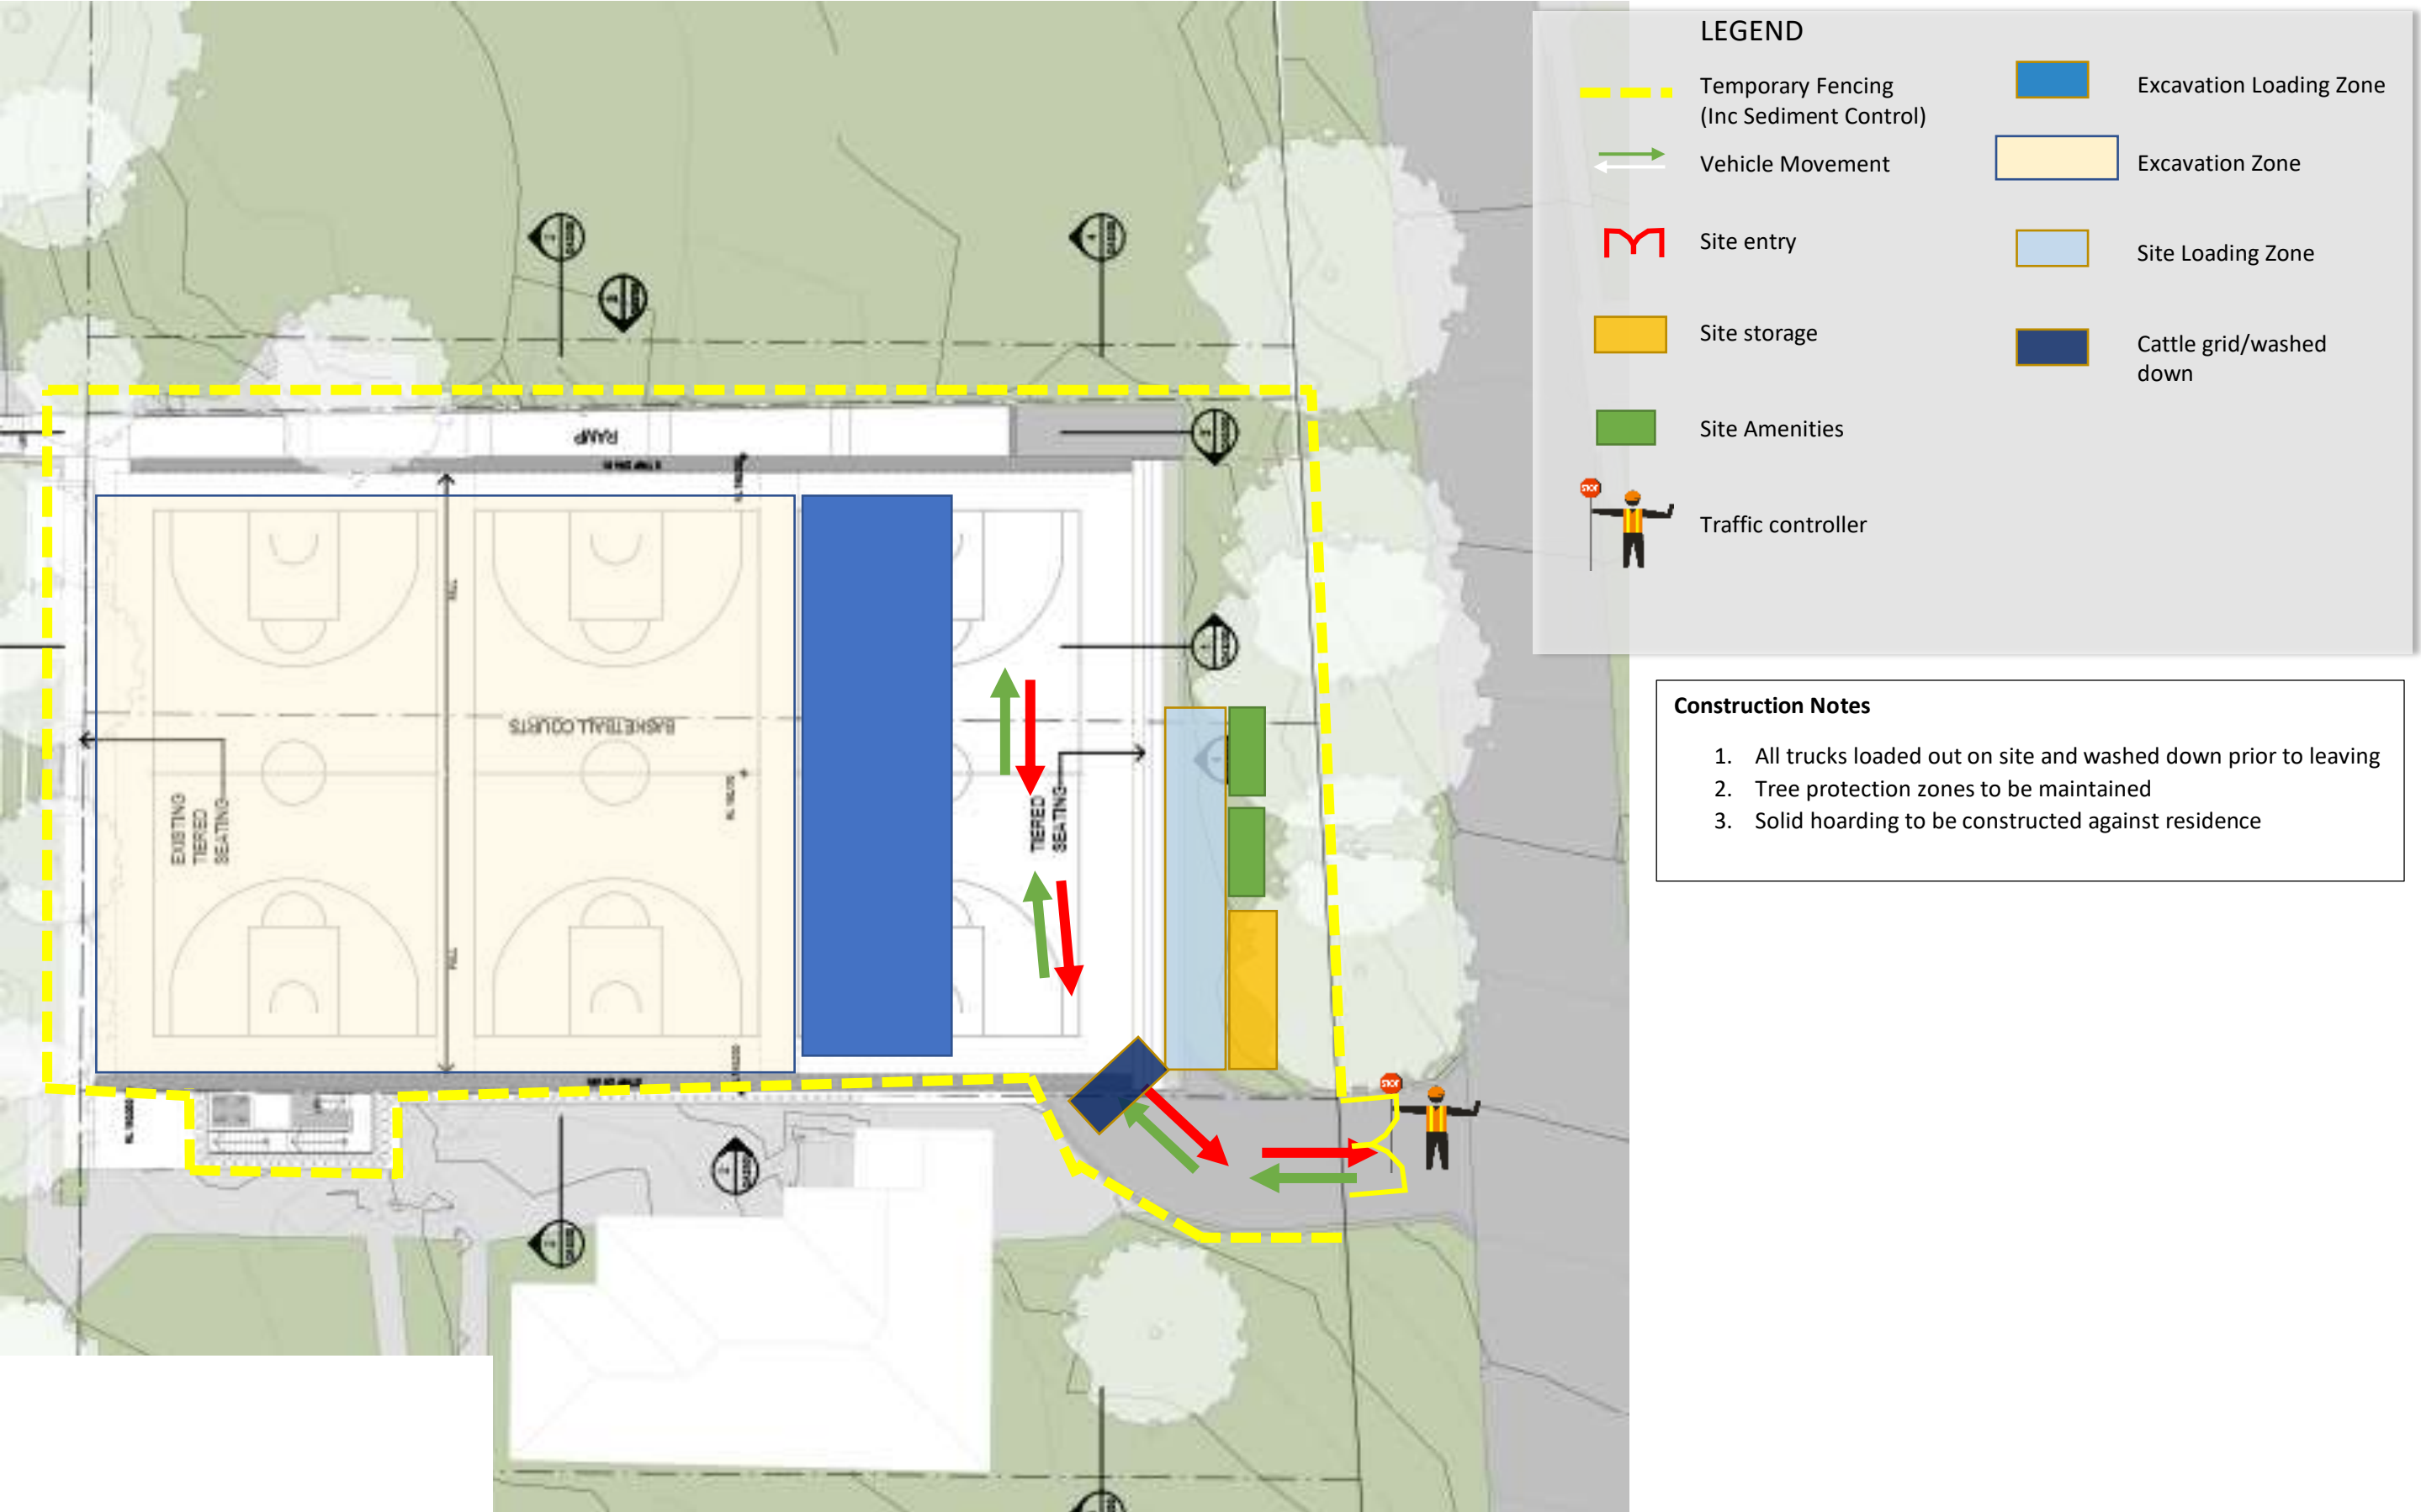 LEGEND
Temporary Fencing
(Inc Sediment Control)
Vehicle Movement
Site entry
Site storage
Site Amenities
STOP
Traffic controller
Excavation Loading Zone
Excavation Zone
Site Loading Zone
Cattle grid/washed
down
Construction Notes
1. All trucks loaded out on site and washed down prior to leaving
2. Tree protection zones to be maintained
3. Solid hoarding to be constructed against residence
RAMP
BASKETBALL COURTS
EXISTING
TIERED
SEATING
TIERED
SEATING
STOP